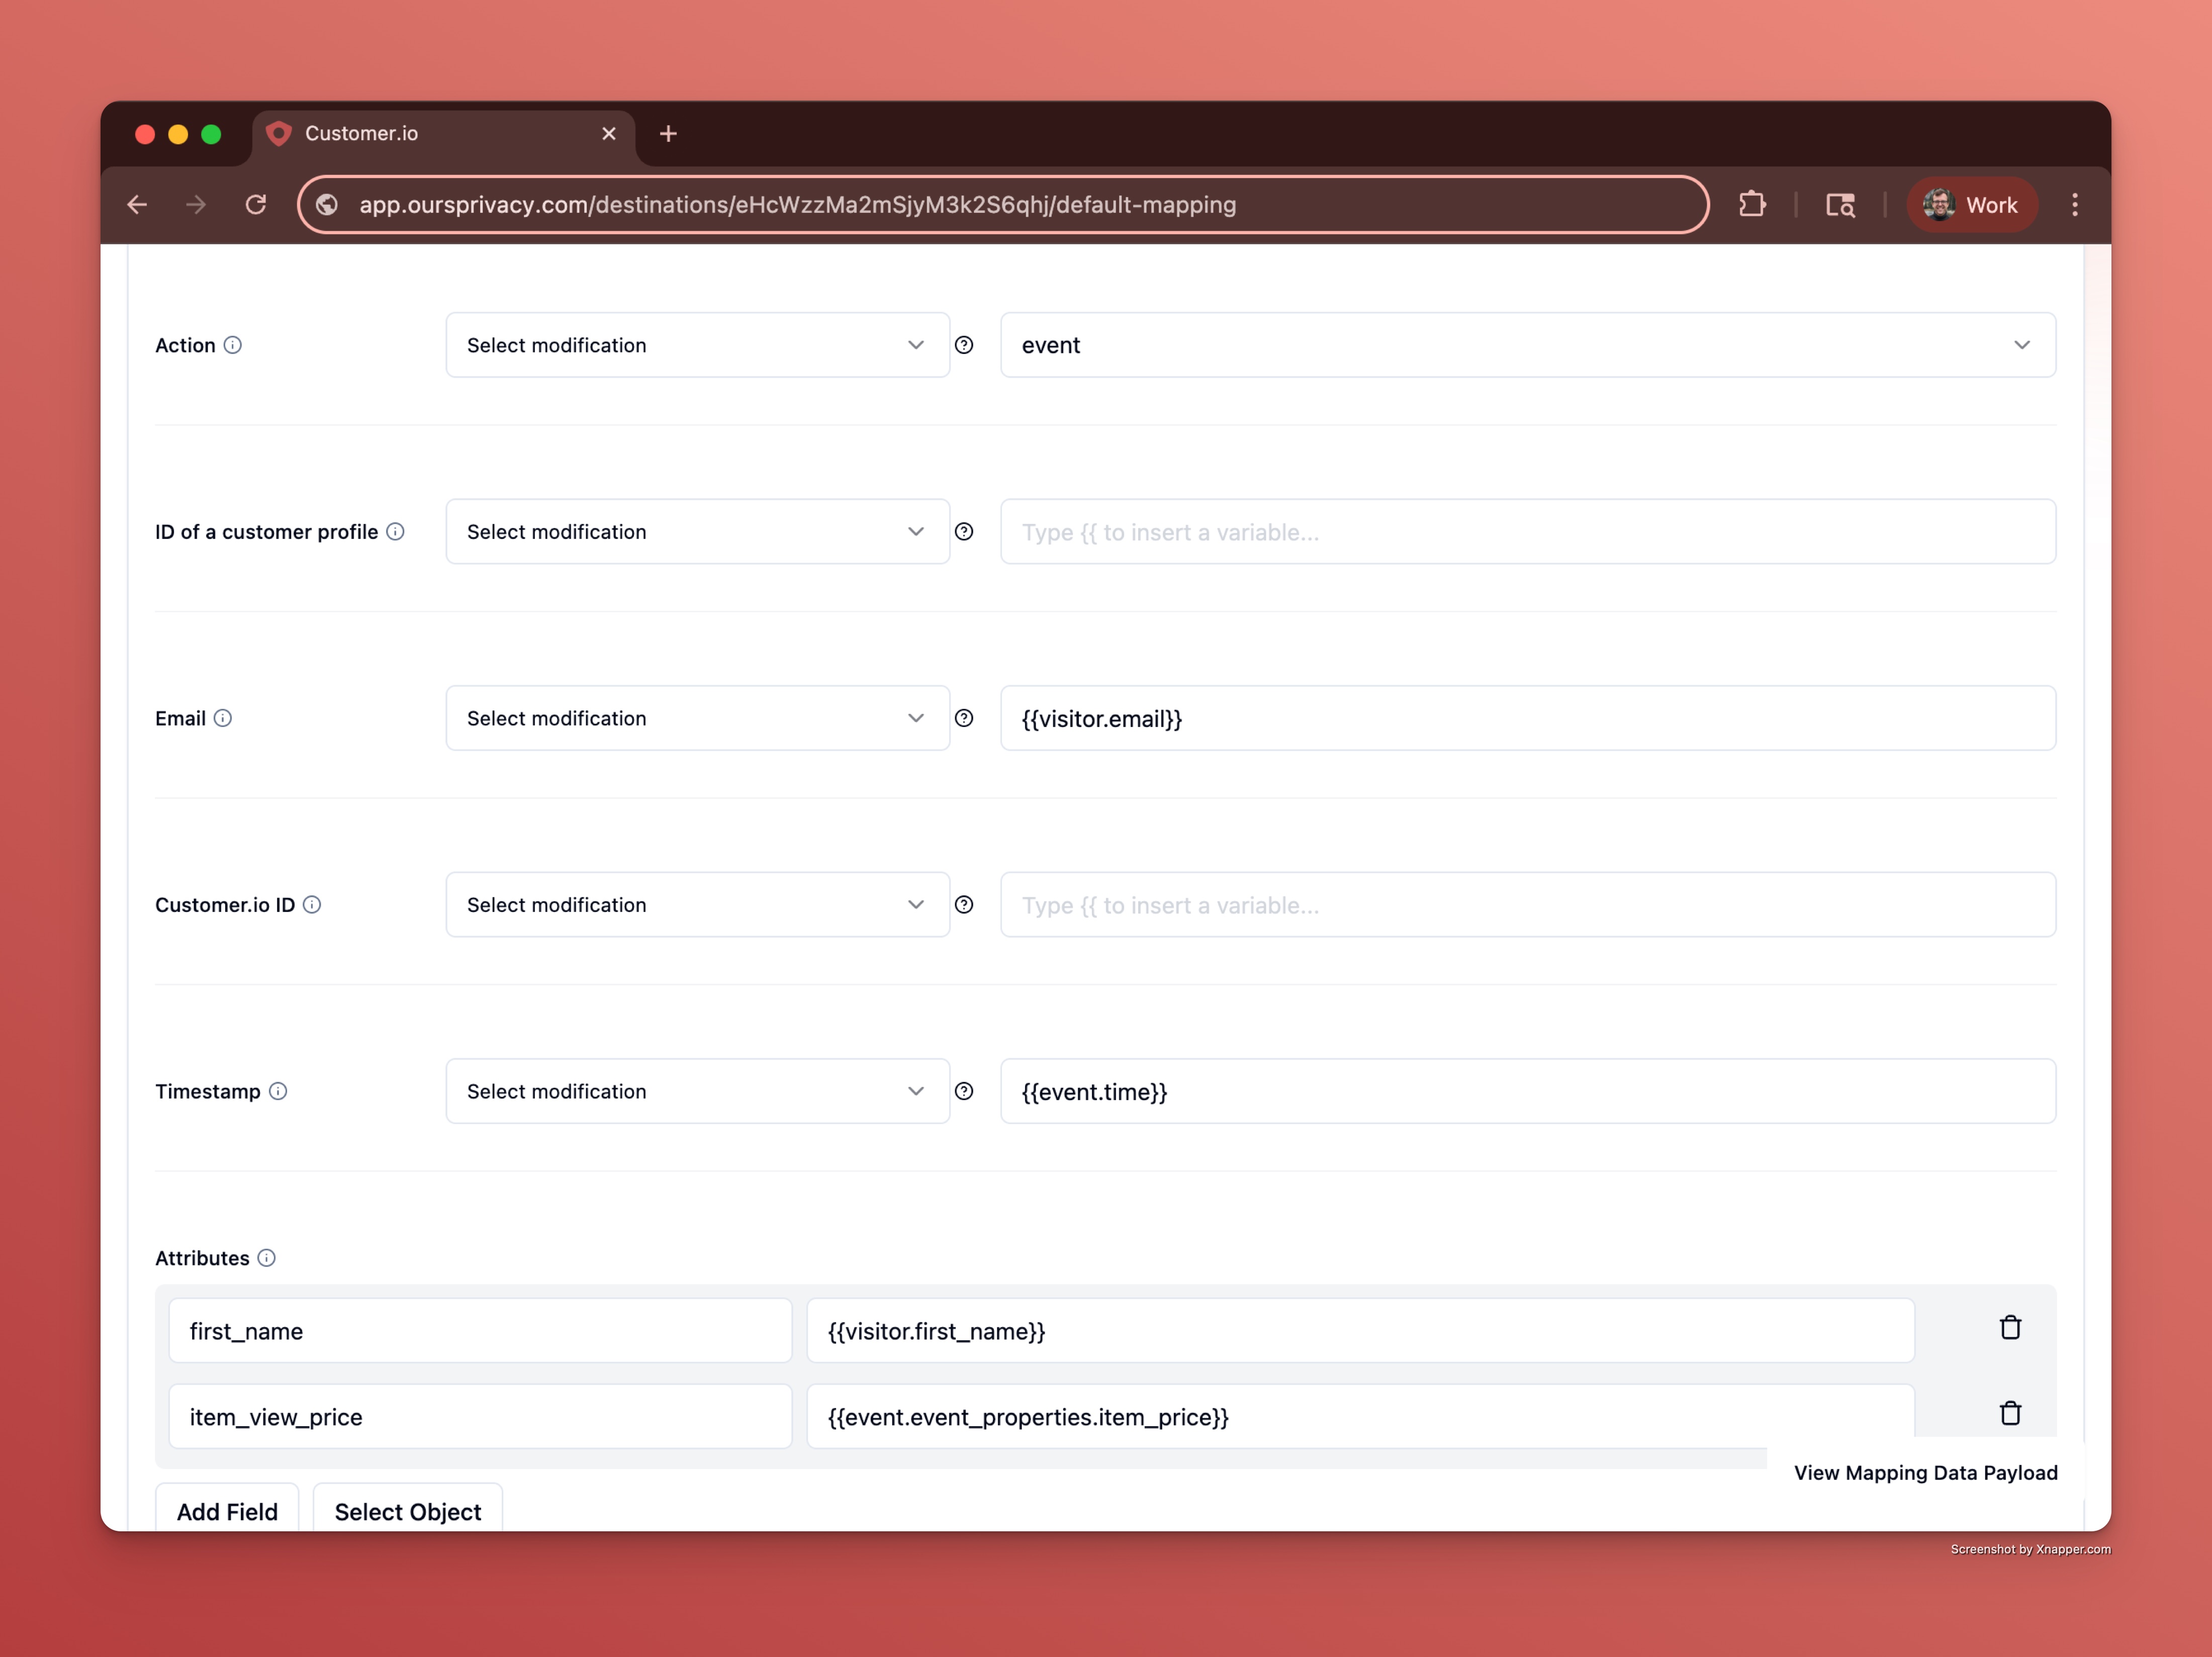 Customer.io
app.oursprivacy.com/destinations/eHcWzzMa2mSjyM3k2S6qhj/default-mapping
Work
Action
Select modification
event
ID of a customer profile
Select modification
Type {{ to insert a variable...
Email
Select modification
{{visitor.email}}
Customer.io ID
Select modification
Type {{ to insert a variable...
Timestamp
Select modification
{{event.time}}
Attributes
first_name
{{visitor.first_name}}
item_view_price
{{event.event_properties.item_price}}
View Mapping Data Payload
Add Field
Select Object
Screenshot by Xnapper.com